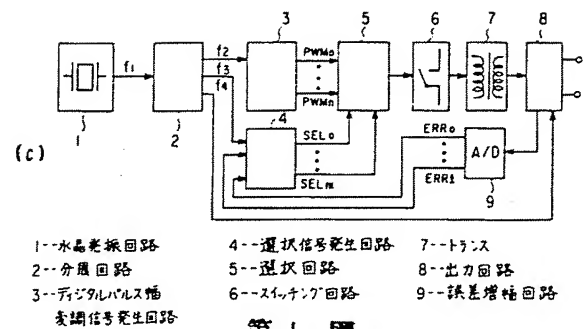 3 5 6 7 8
f1
f2
f3
f4
PWMo
PWMn
1
2
4
(c)
SELo
SELm
ERRo
ERRl
A/D
9
1--水晶発振回路
2--分周回路
3--ディジタルパルス幅
変調信号発生回路
4--選択信号発生回路
5--選択回路
6--スイッチング回路
7--トランス
8--出力回路
9--誤差増幅回路
第1図